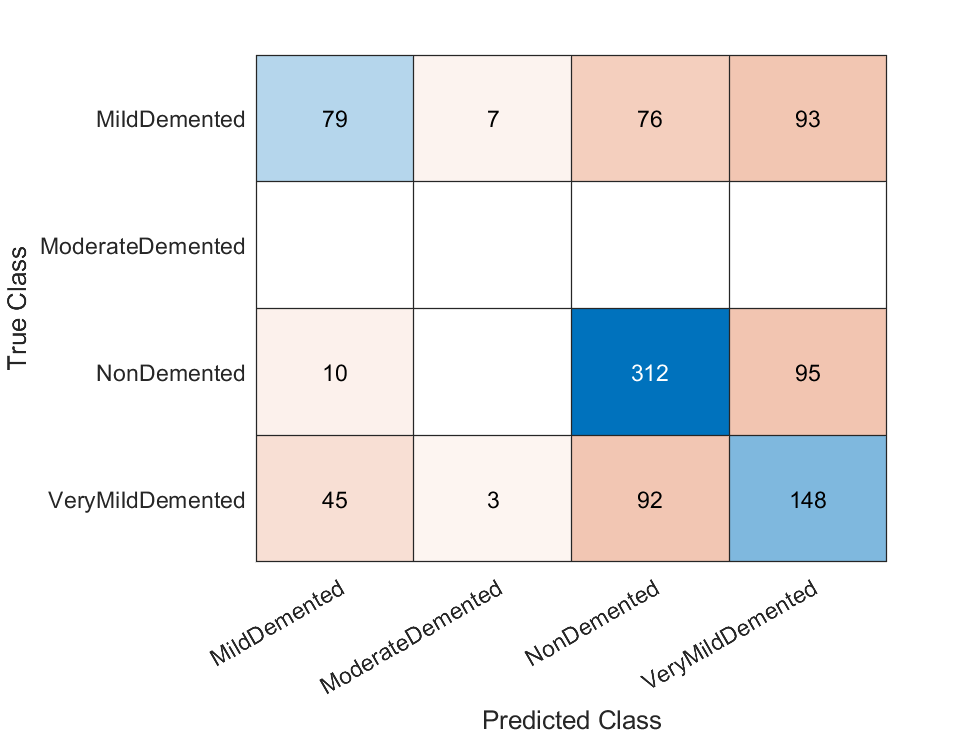 MildDemented 79 7 76 93
ModerateDemented
NonDemented 10 312 95
VeryMildDemented 45 3 92 148
True Class
MildDemented ModerateDemented NonDemented VeryMildDemented
Predicted Class